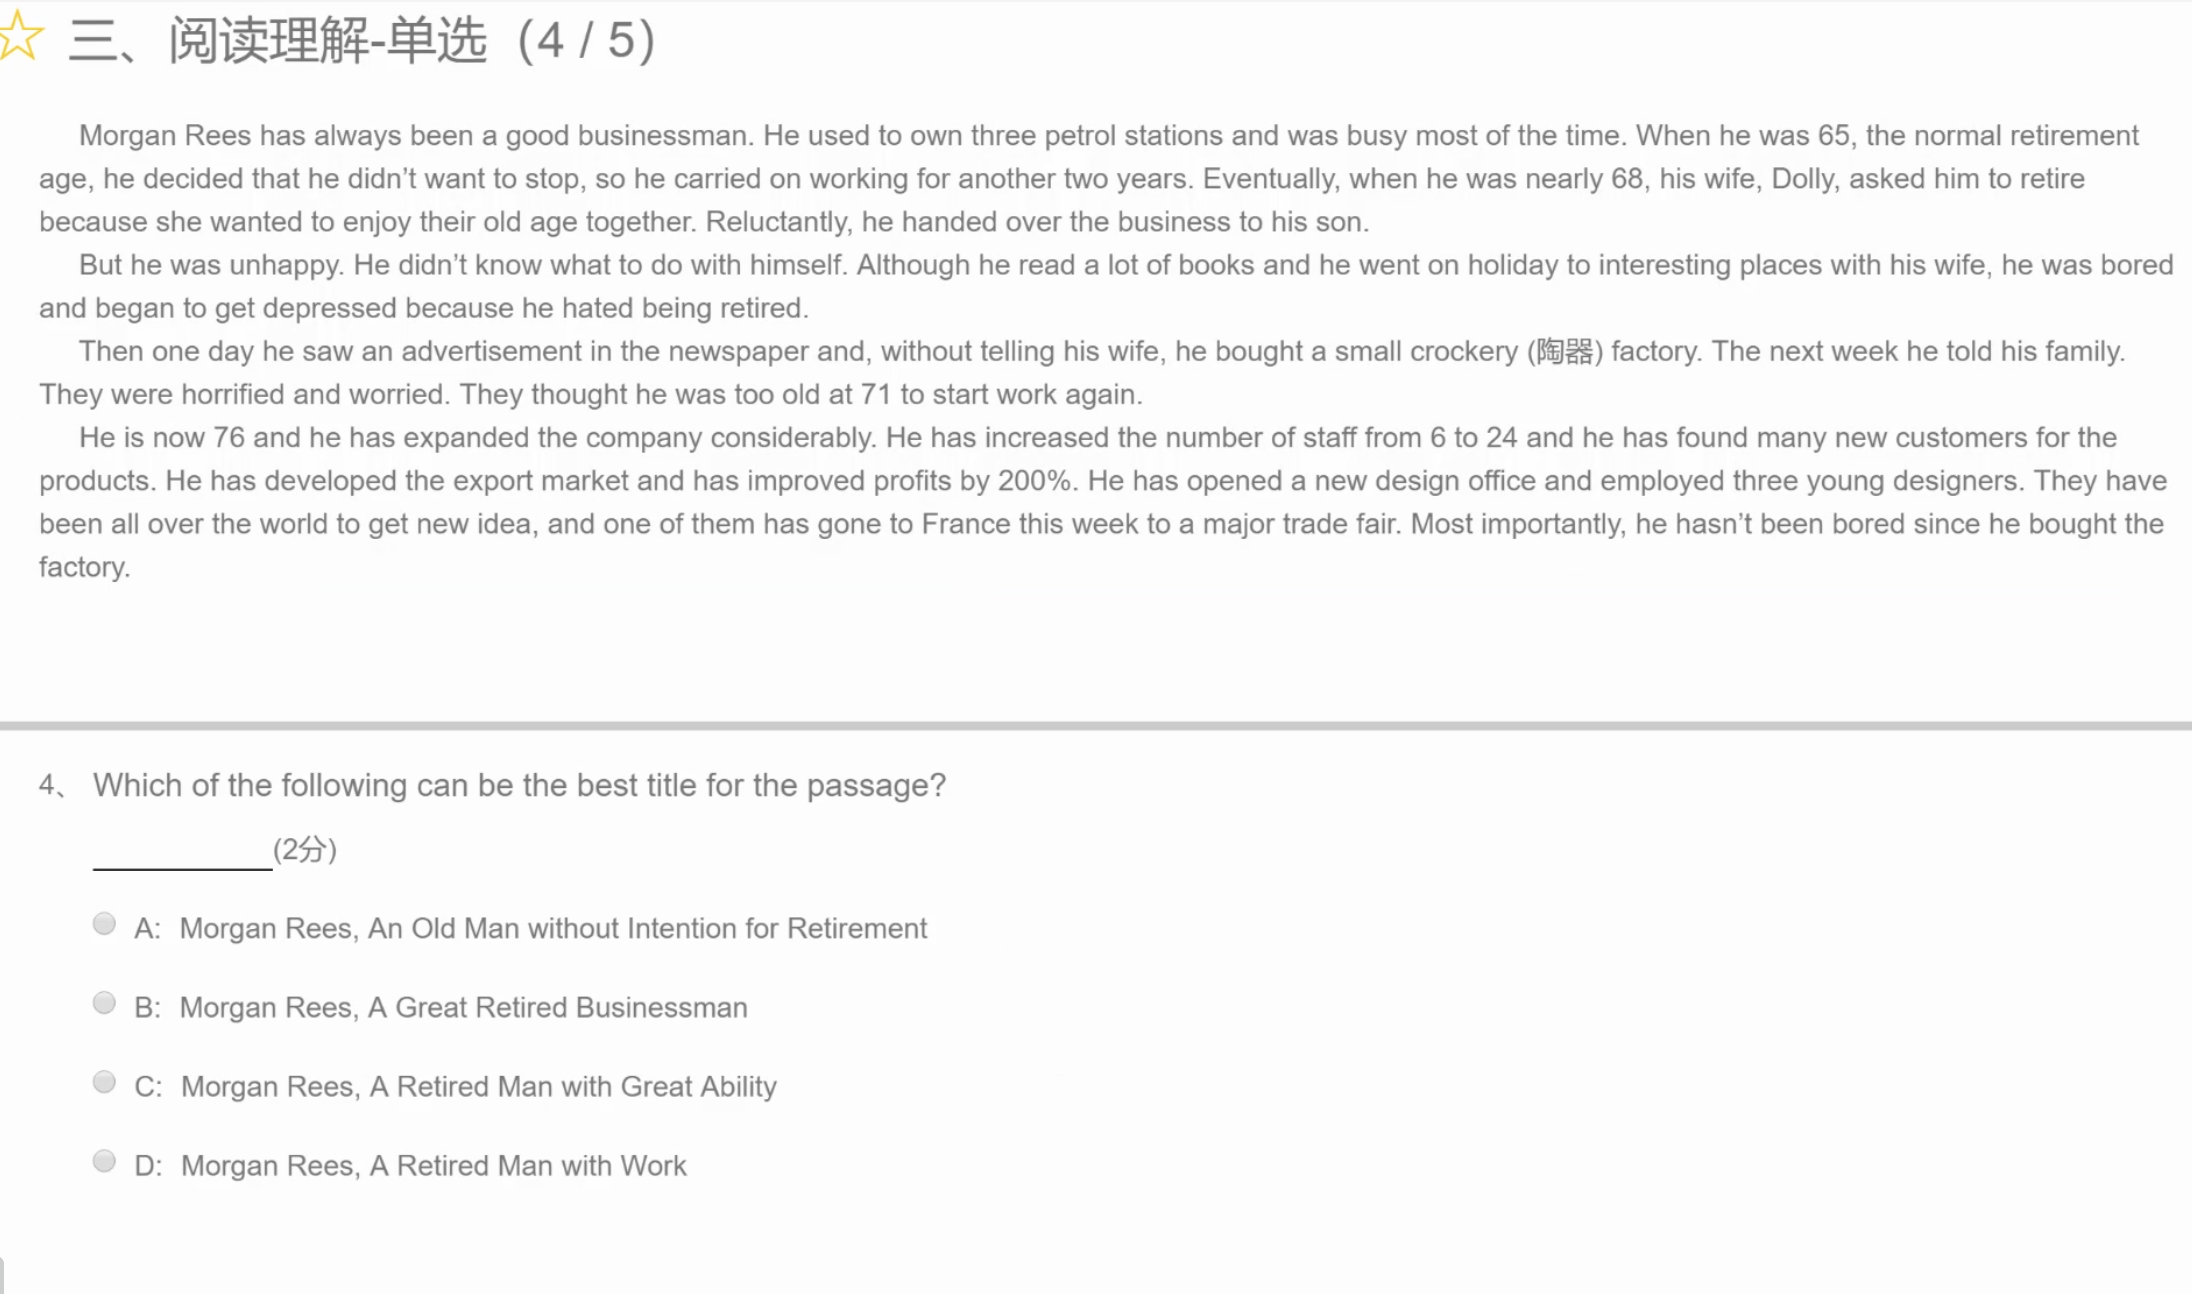 三、阅读理解-单选（4 / 5）
Morgan Rees has always been a good businessman. He used to own three petrol stations and was busy most of the time. When he was 65, the normal retirement
age, he decided that he didn’t want to stop, so he carried on working for another two years. Eventually, when he was nearly 68, his wife, Dolly, asked him to retire
because she wanted to enjoy their old age together. Reluctantly, he handed over the business to his son.
But he was unhappy. He didn’t know what to do with himself. Although he read a lot of books and he went on holiday to interesting places with his wife, he was bored
and began to get depressed because he hated being retired.
Then one day he saw an advertisement in the newspaper and, without telling his wife, he bought a small crockery (陶器) factory. The next week he told his family.
They were horrified and worried. They thought he was too old at 71 to start work again.
He is now 76 and he has expanded the company considerably. He has increased the number of staff from 6 to 24 and he has found many new customers for the
products. He has developed the export market and has improved profits by 200%. He has opened a new design office and employed three young designers. They have
been all over the world to get new idea, and one of them has gone to France this week to a major trade fair. Most importantly, he hasn’t been bored since he bought the
factory.
4、 Which of the following can be the best title for the passage?
__________(2分)
A: Morgan Rees, An Old Man without Intention for Retirement
B: Morgan Rees, A Great Retired Businessman
C: Morgan Rees, A Retired Man with Great Ability
D: Morgan Rees, A Retired Man with Work